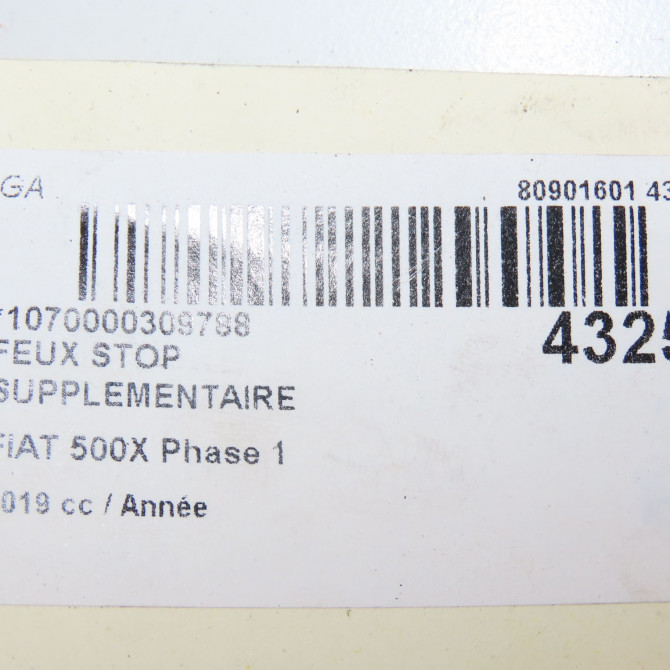 GA 80901601 43
*1070000309788
4325
FEUX STOP
SUPPLEMENTAIRE
FIAT 500X Phase 1
019 cc / Année